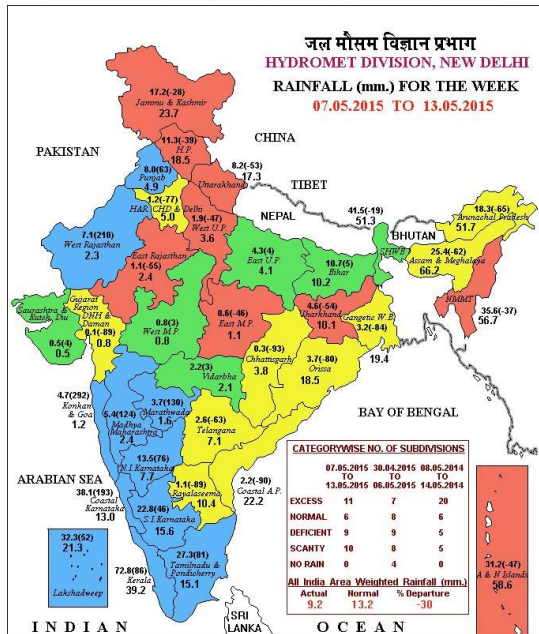 जल मौसम विज्ञान प्रभाग
HYDROMET DIVISION, NEW DELHI
RAINFALL (mm.) FOR THE WEEK
07.05.2015 TO 13.05.2015
17.2(-28)
Jammu & Kashmir
23.7
CHINA
11.3(-39)
H.P.
18.5
PAKISTAN
8.0(63)
Punjab
4.9
8.2(-53)
17.3
Uttarakhand
TIBET
1.2(-77)
HAR. CHD & Delhi
5.0
1.9(-47)
West U.P.
3.6
NEPAL
41.5(-19)
51.3
BHUTAN
18.3(-65)
Arunachal Pradesh
51.7
7.1(210)
West Rajasthan
2.3
East Rajasthan
1.1(-55)
2.4
4.3(4)
East U.P.
4.1
10.7(5)
Bihar
10.2
SHWB
25.4(-62)
Assam & Meghalaya
66.2
NMMT
35.6(-37)
56.7
Saurashtra &
Kutch, Diu
0.5(4)
0.5
Gujarat
Region
DNH &
Daman
0.1(-89)
0.8
0.8(3)
West M.P.
0.8
0.6(-46)
East M.P.
1.1
4.6(-54)
Jharkhand
10.1
Gangetic W.B.
3.2(-84)
19.4
0.3(-93)
Chhattisgarh
3.8
3.7(-80)
Orissa
18.5
2.2(3)
Vidarbha
2.1
4.7(292)
Konkan
& Goa
1.2
5.4(124)
Madhya
Maharashtra
2.4
3.7(130)
Marathwada
1.6
2.6(-63)
Telangana
7.1
BAY OF BENGAL
13.5(76)
N.I.Karnataka
7.7
ARABIAN SEA
38.1(193)
Coastal
Karnataka
13.0
1.1(-89)
Rayalaseema
10.4
2.2(-90)
Coastal A.P.
22.2
22.8(46)
S.I.Karnataka
15.6
32.3(52)
21.3
Lakshadweep
72.8(86)
Kerala
39.2
27.3(81)
Tamilnadu &
Pondicherry
15.1
CATEGORYWISE NO. OF SUBDIVISIONS
07.05.2015 30.04.2015 08.05.2014
TO TO TO
13.05.2015 06.05.2015 14.05.2014
EXCESS 11 7 20
NORMAL 6 8 6
DEFICIENT 9 9 5
SCANTY 10 8 5
NO RAIN 0 4 0
All India Area Weighted Rainfall (mm.)
Actual Normal % Departure
9.2 13.2 -30
31.2(-47)
A & N Islands
58.6
SRI
LANKA
INDIAN OCEAN